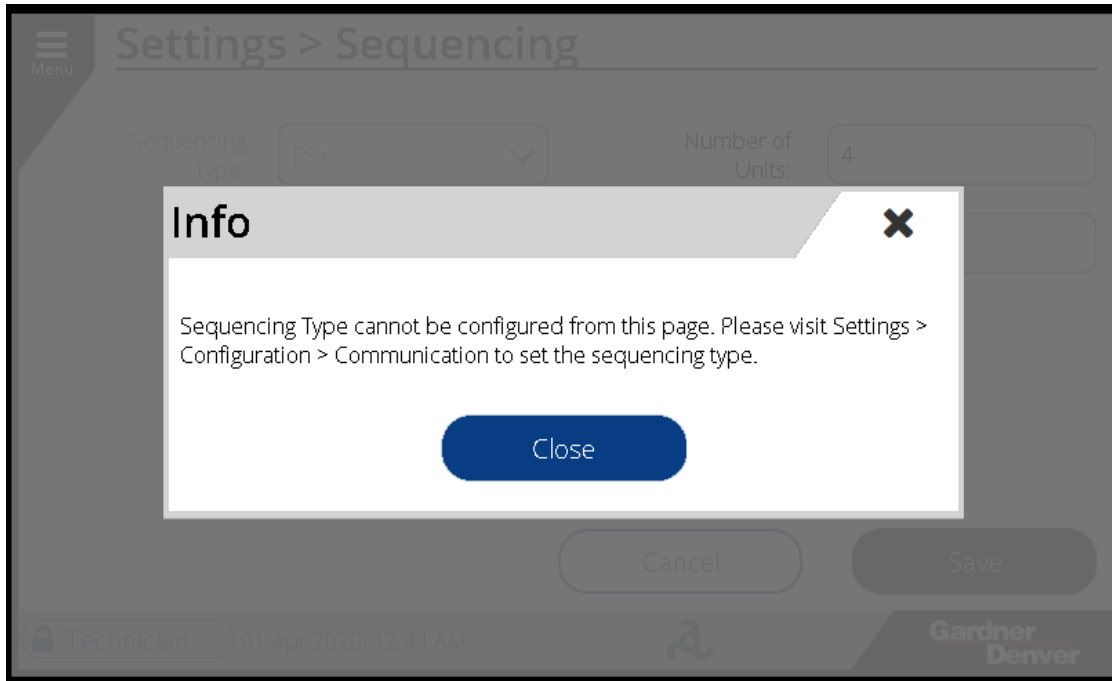 Menu
Settings > Sequencing
Sequencing
Type:
ES+
Number of
Units:
4
Info
Sequencing Type cannot be configured from this page. Please visit Settings >
Configuration > Communication to set the sequencing type.
Close
Cancel
Save
Technician
01 Apr 2020 12:44 AM
Gardner
Denver